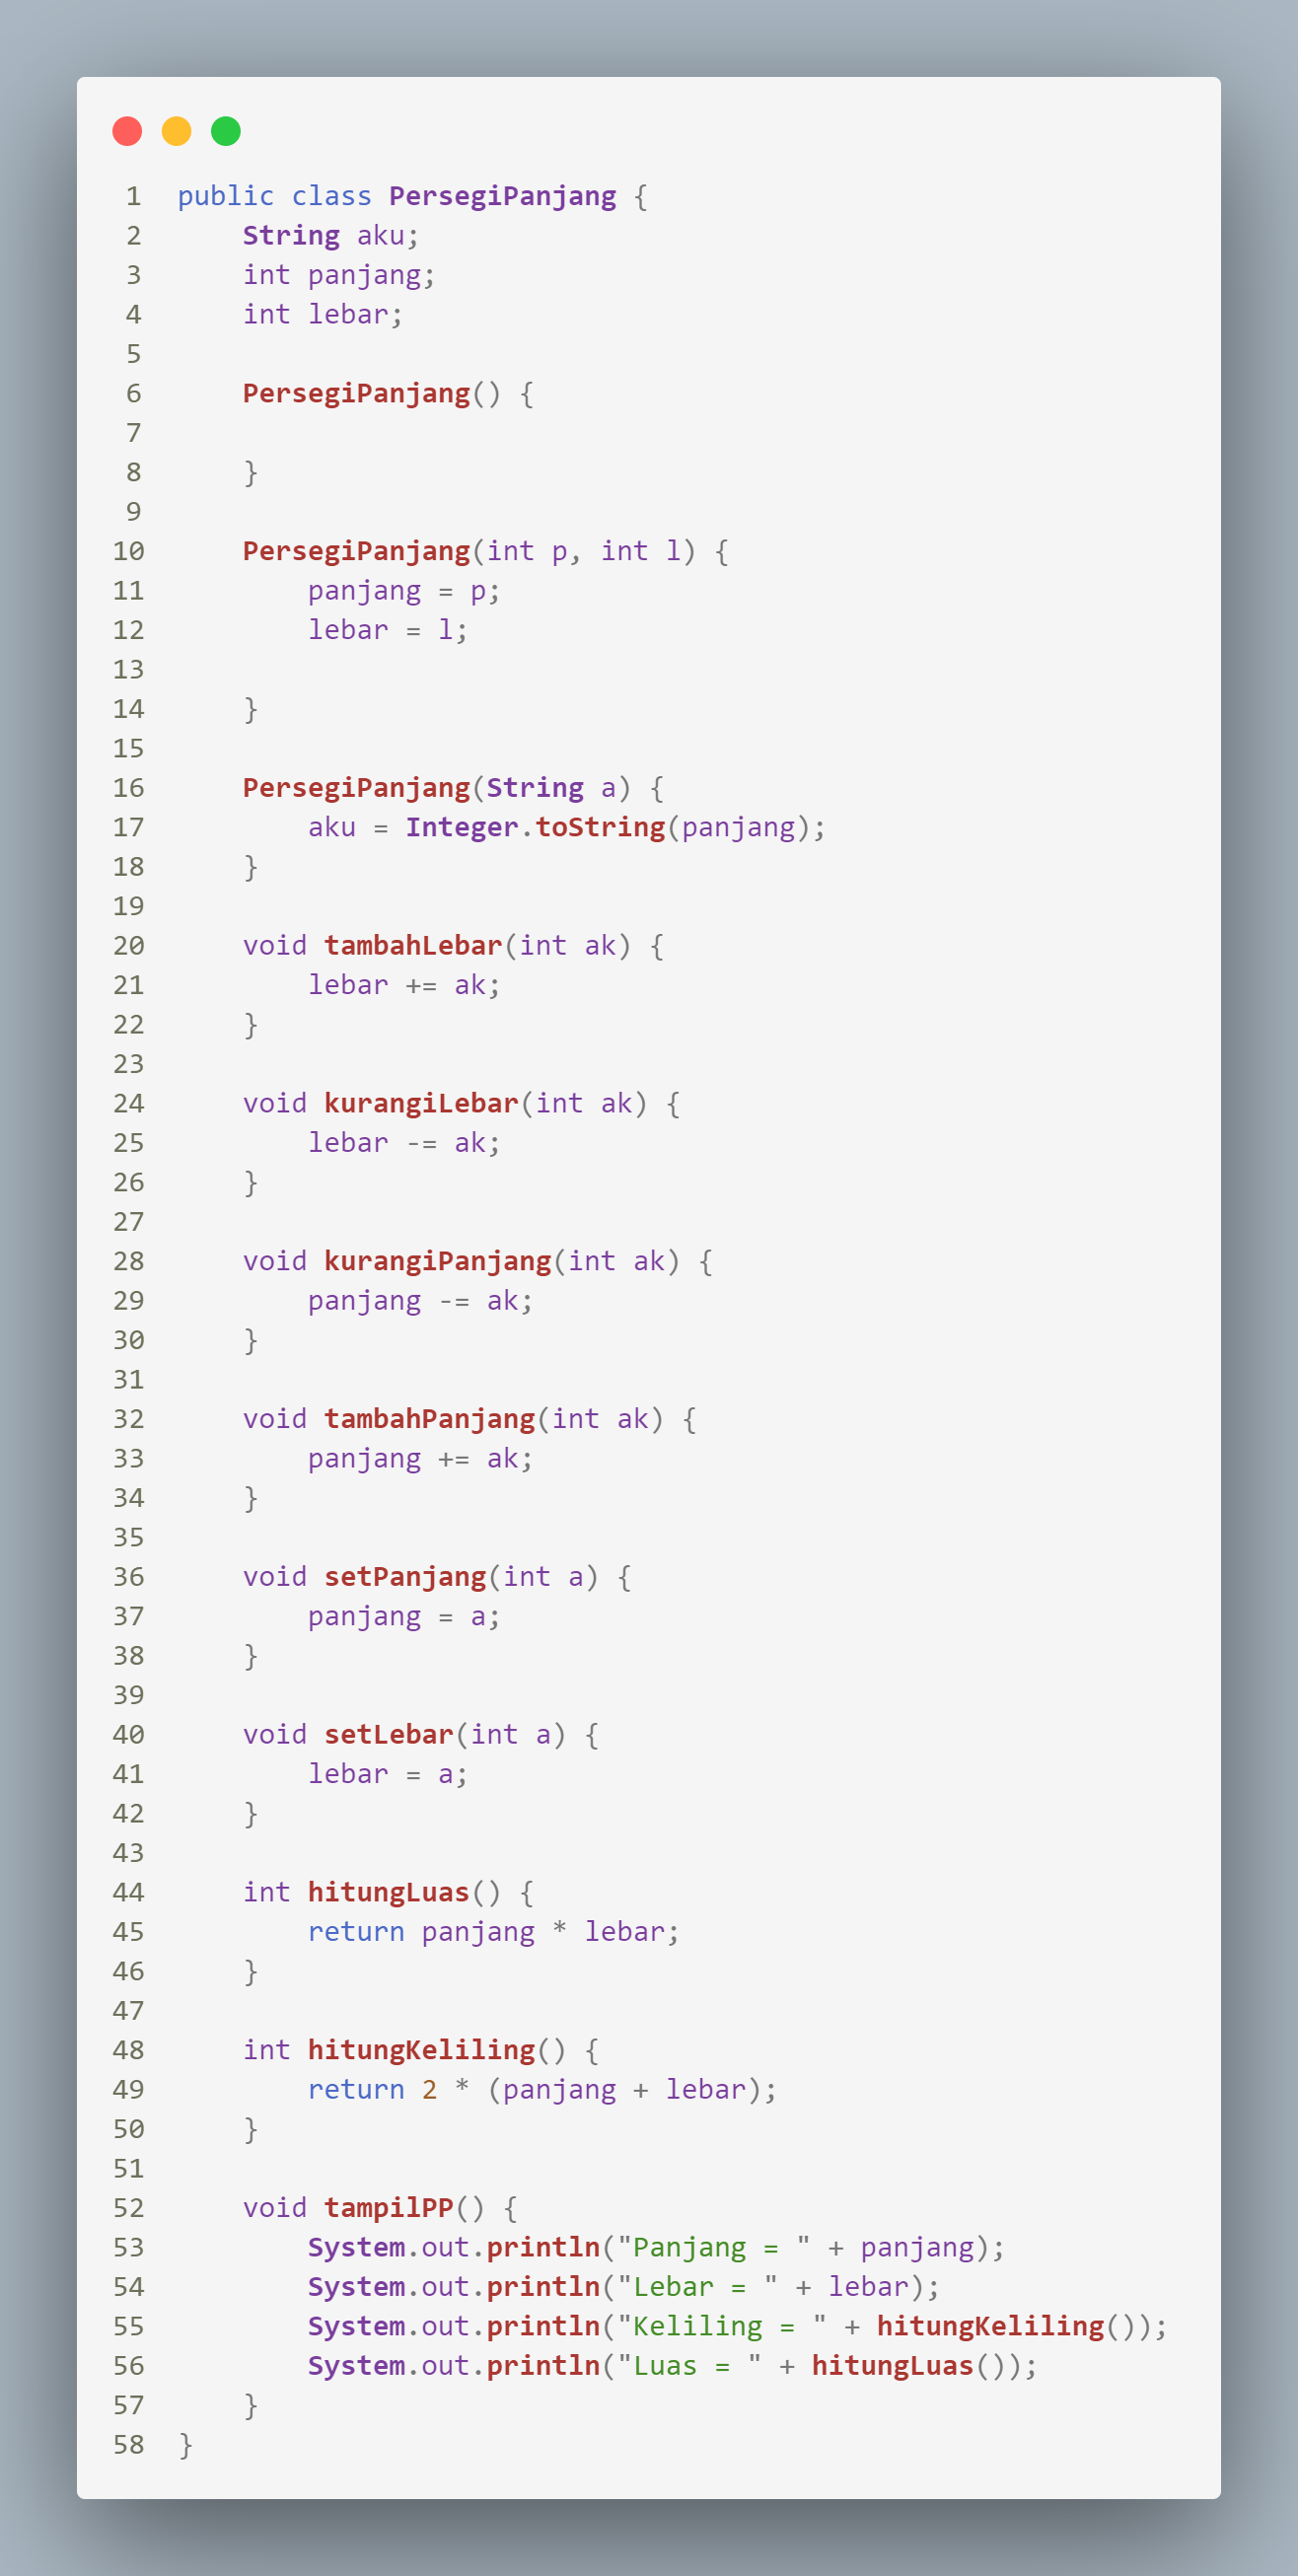 1 public class PersegiPanjang {
2     String aku;
3     int panjang;
4     int lebar;
5
6     PersegiPanjang() {
7
8     }
9
10     PersegiPanjang(int p, int l) {
11         panjang = p;
12         lebar = l;
13
14     }
15
16     PersegiPanjang(String a) {
17         aku = Integer.toString(panjang);
18     }
19
20     void tambahLebar(int ak) {
21         lebar += ak;
22     }
23
24     void kurangiLebar(int ak) {
25         lebar -= ak;
26     }
27
28     void kurangiPanjang(int ak) {
29         panjang -= ak;
30     }
31
32     void tambahPanjang(int ak) {
33         panjang += ak;
34     }
35
36     void setPanjang(int a) {
37         panjang = a;
38     }
39
40     void setLebar(int a) {
41         lebar = a;
42     }
43
44     int hitungLuas() {
45         return panjang * lebar;
46     }
47
48     int hitungKeliling() {
49         return 2 * (panjang + lebar);
50     }
51
52     void tampilPP() {
53         System.out.println("Panjang = " + panjang);
54         System.out.println("Lebar = " + lebar);
55         System.out.println("Keliling = " + hitungKeliling());
56         System.out.println("Luas = " + hitungLuas());
57     }
58 }